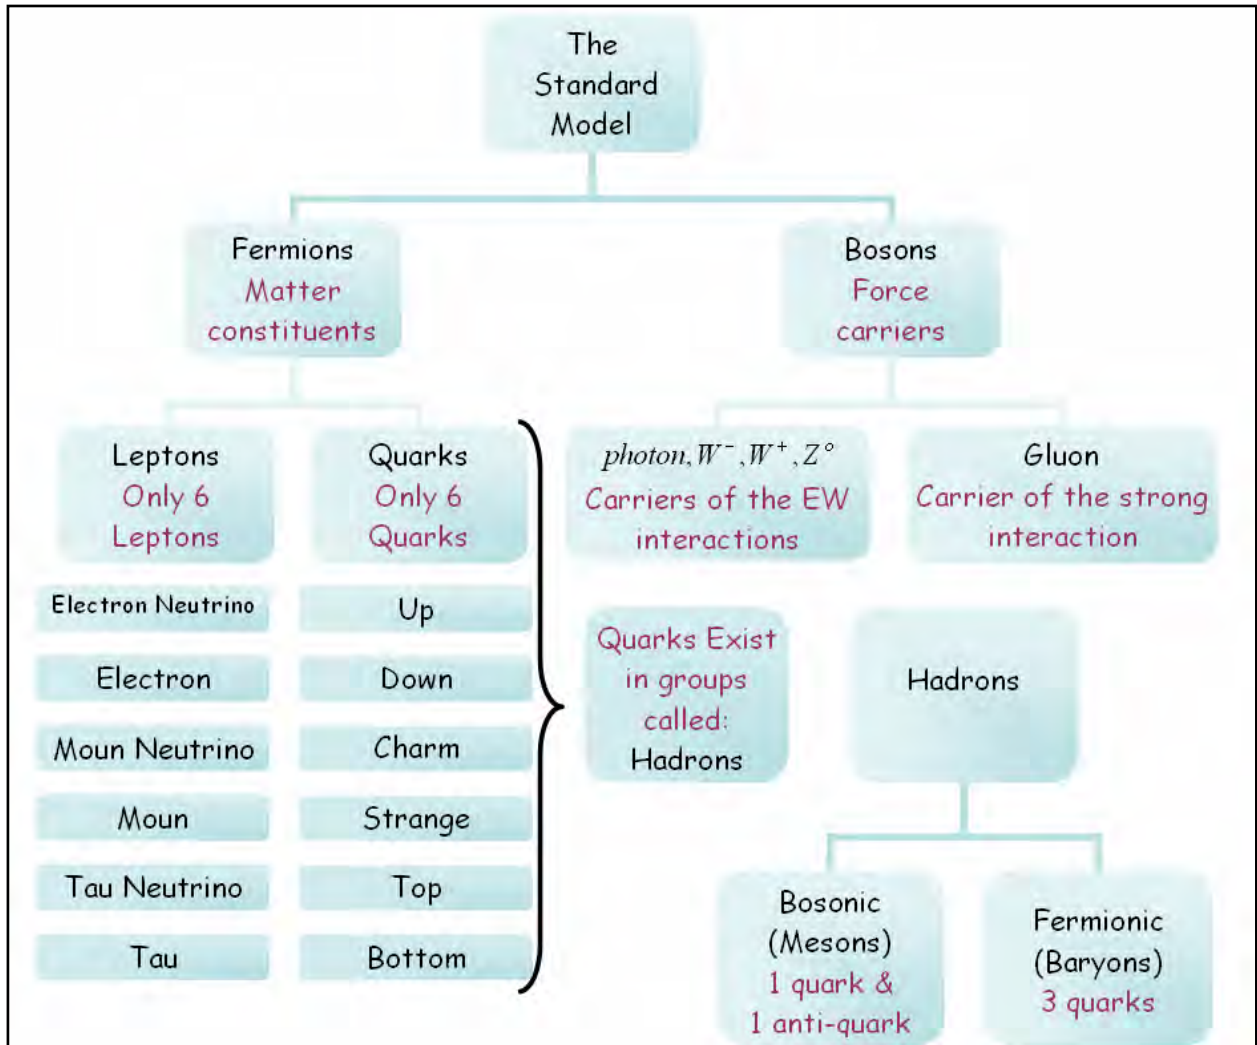 The
Standard
Model
Fermions
Matter
constituents
Bosons
Force
carriers
Leptons
Only 6
Leptons
Quarks
Only 6
Quarks
photon, W⁻, W⁺, Z°
Carriers of the EW
interactions
Gluon
Carrier of the strong
interaction
Electron Neutrino
Electron
Moun Neutrino
Moun
Tau Neutrino
Tau
Up
Down
Charm
Strange
Top
Bottom
Quarks Exist
in groups
called:
Hadrons
Hadrons
Bosonic
(Mesons)
1 quark &
1 anti-quark
Fermionic
(Baryons)
3 quarks